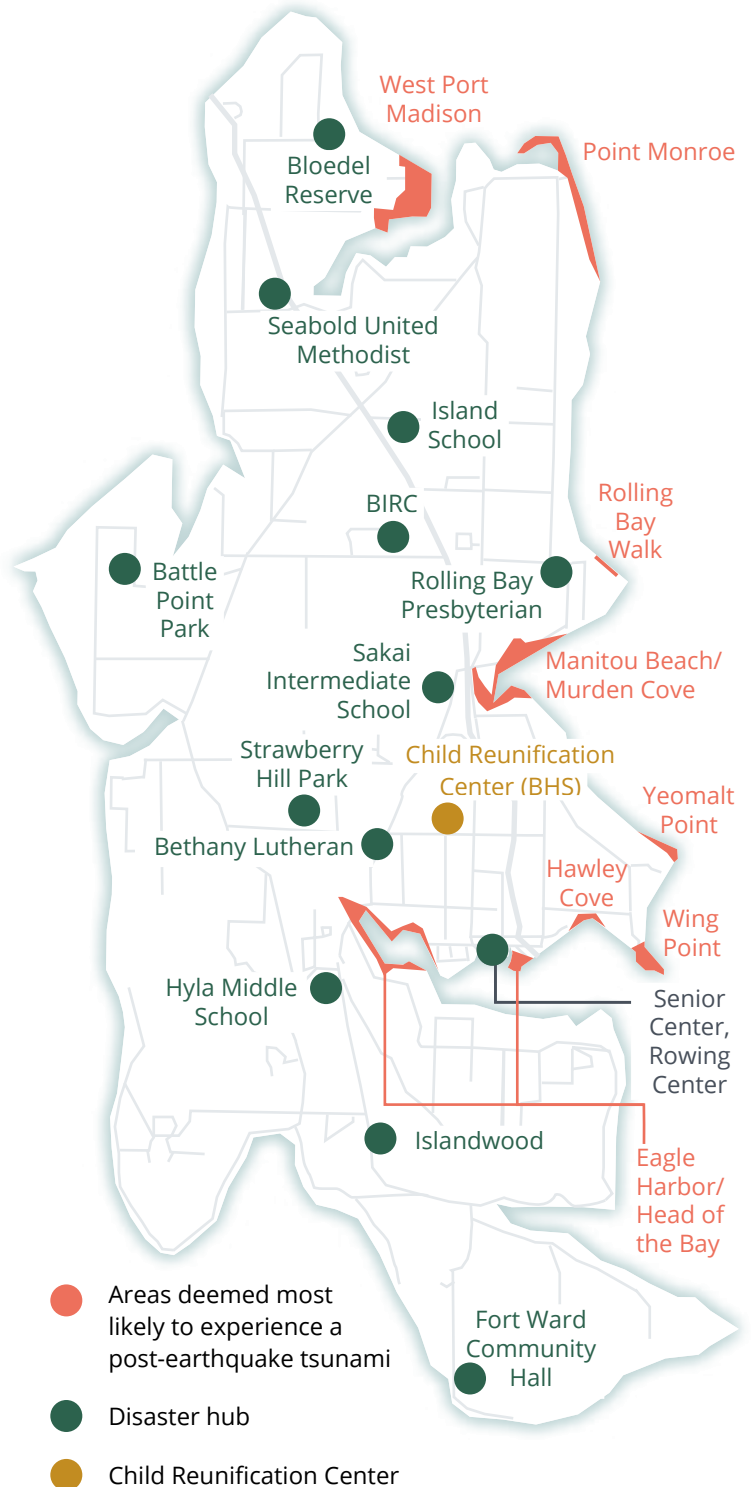 West Port
Madison
Point Monroe
Bloedel
Reserve
Seabold United
Methodist
Island
School
BIRC
Rolling
Bay
Walk
Battle
Point
Park
Rolling Bay
Presbyterian
Sakai
Intermediate
School
Manitou Beach/
Murden Cove
Strawberry
Hill Park
Child Reunification
Center (BHS)
Yeomalt
Point
Bethany Lutheran
Hawley
Cove
Wing
Point
Hyla Middle
School
Senior
Center,
Rowing
Center
Islandwood
Eagle
Harbor/
Head of
the Bay
Fort Ward
Community
Hall
Areas deemed most
likely to experience a
post-earthquake tsunami
Disaster hub
Child Reunification Center